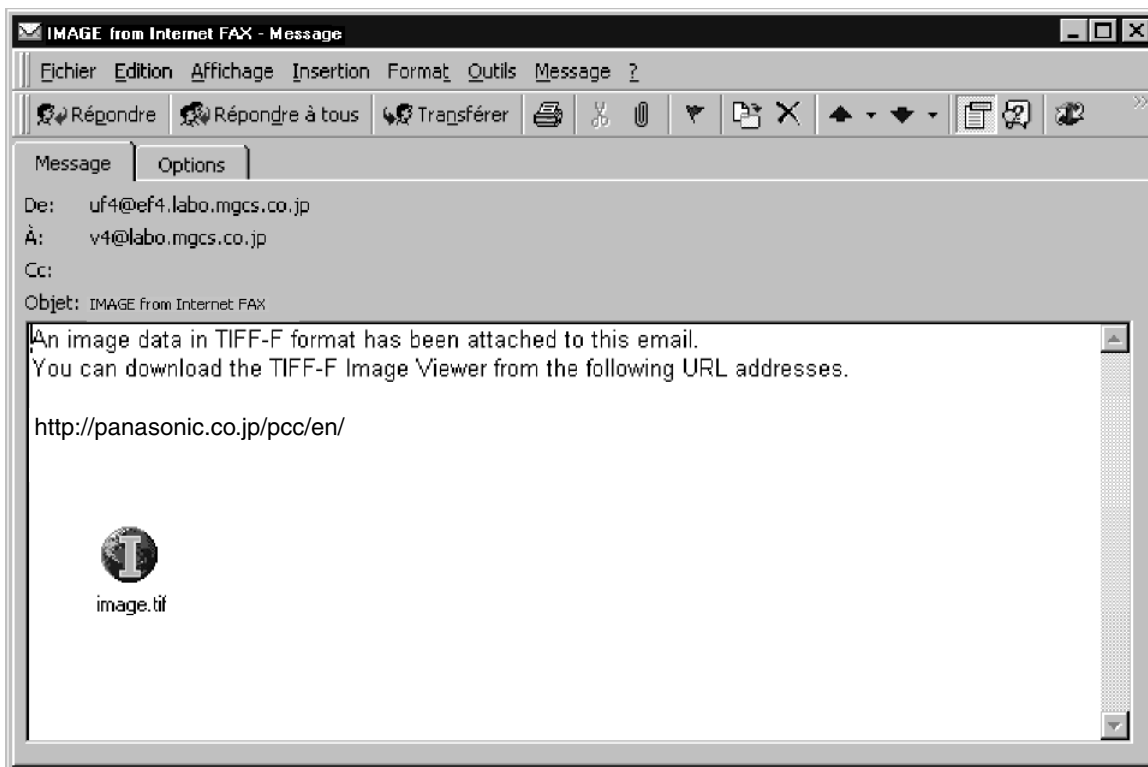 IMAGE from Internet FAX - Message
Fichier Edition Affichage Insertion Format Outils Message ?
Répondre Répondre à tous Transférer
Message Options
De: uf4@ef4.labo.mgcs.co.jp
À: v4@labo.mgcs.co.jp
Cc:
Objet: IMAGE from Internet FAX
An image data in TIFF-F format has been attached to this email.
You can download the TIFF-F Image Viewer from the following URL addresses.
http://panasonic.co.jp/pcc/en/
image.tif